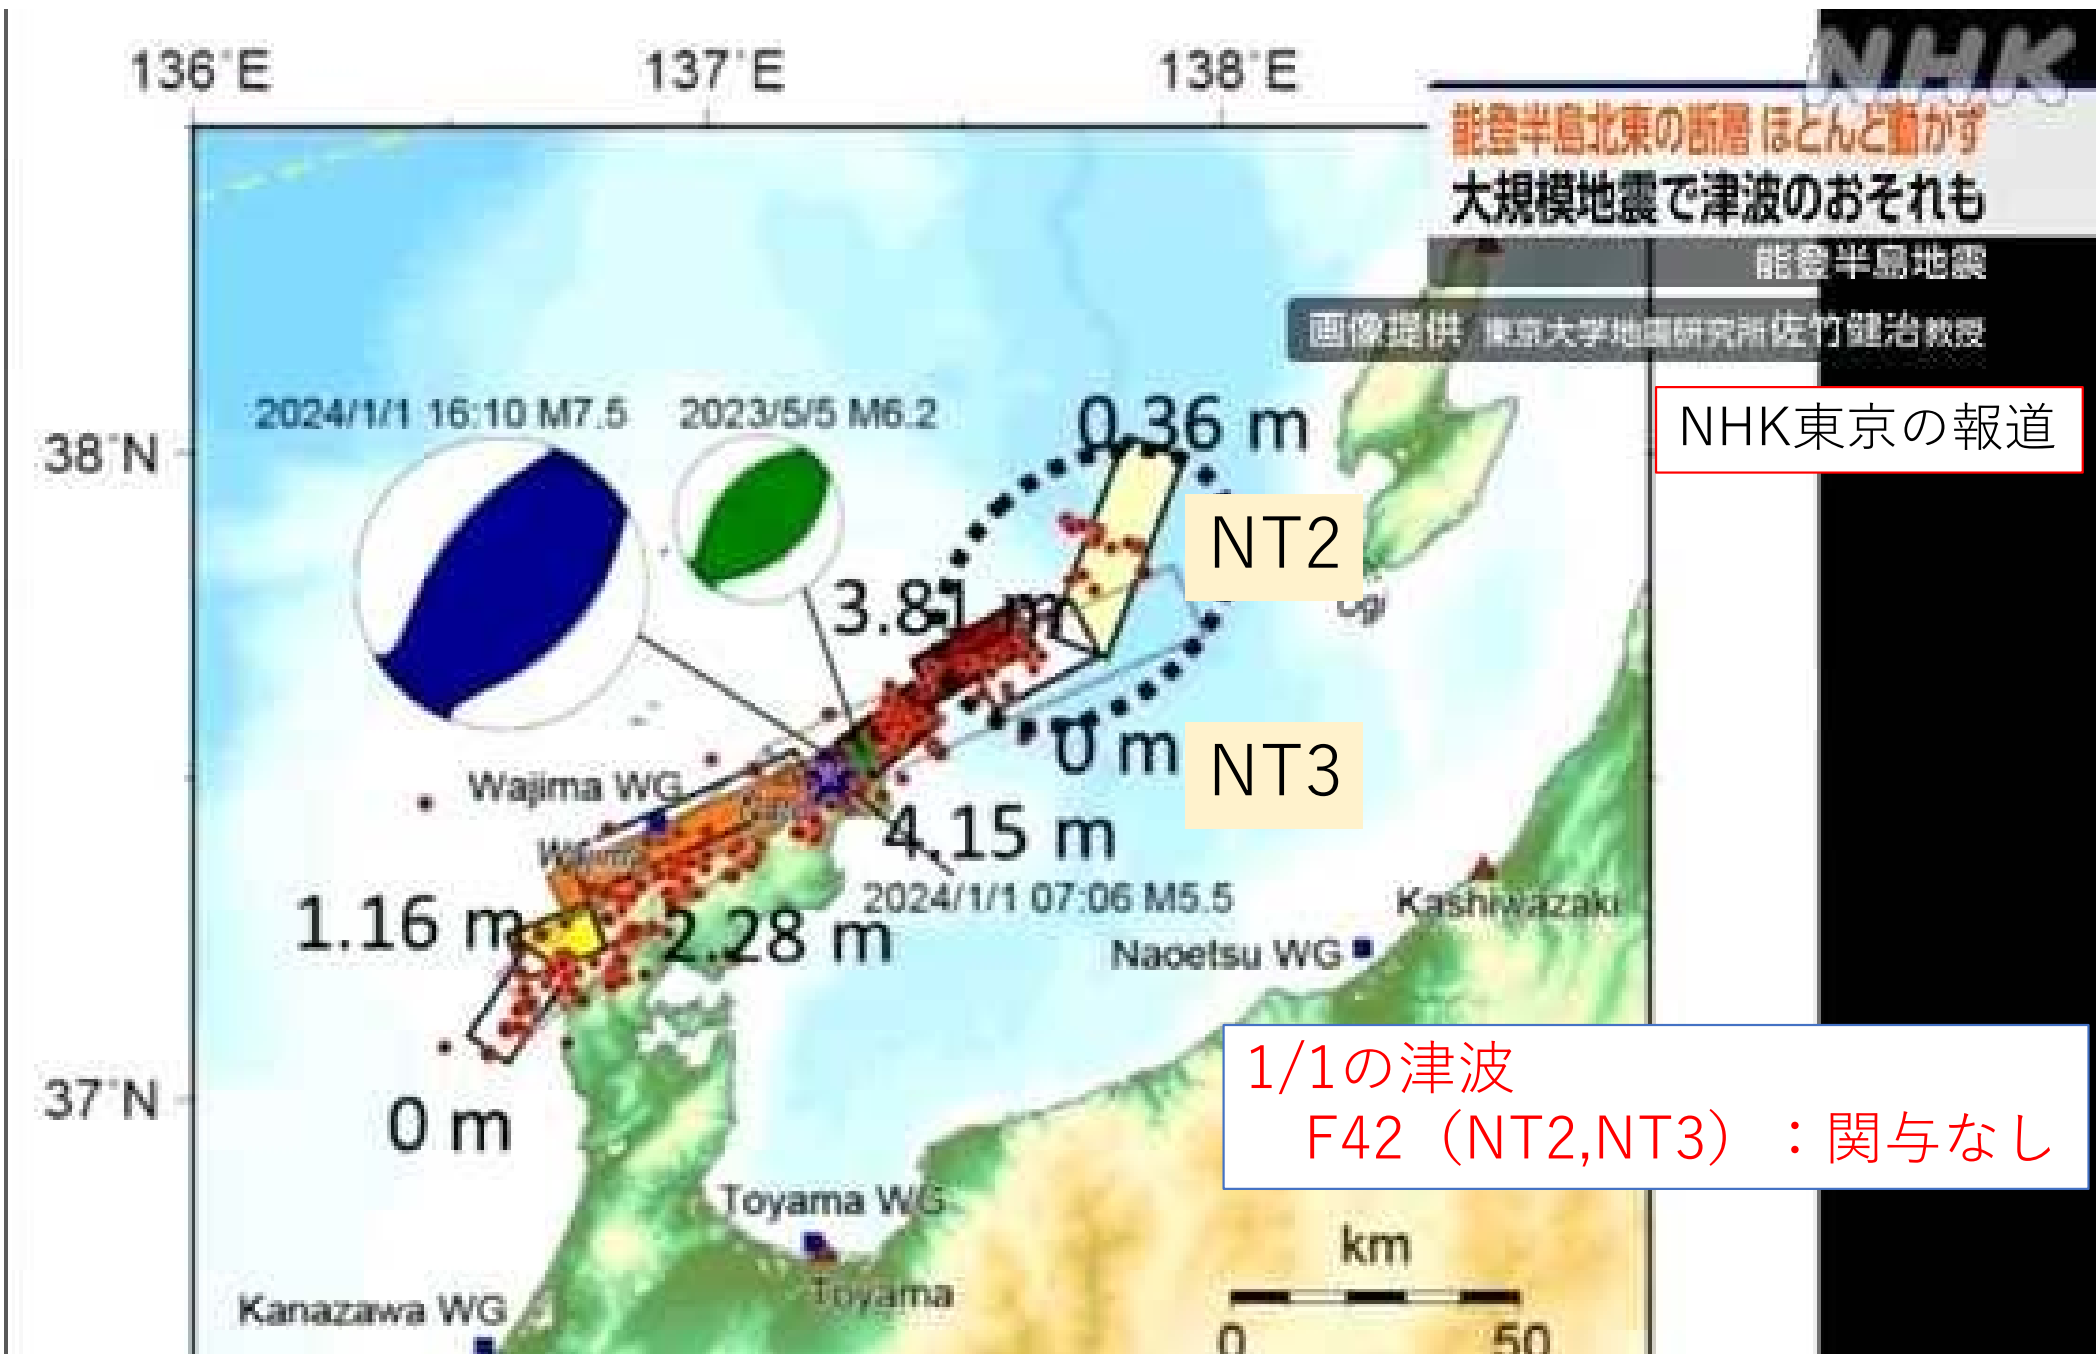 136°E
137°E
138°E
NHK
能登半島北東の断層 ほとんど動かず
大規模地震で津波のおそれも
能登半島地震
画像提供 東京大学地震研究所佐竹健治教授
NHK東京の報道
2024/1/1 16:10 M7.5
2023/5/5 M6.2
0.36 m
38°N
NT2
3.81 m
Ogi
0 m
NT3
Wajima WG
Wajima
4.15 m
2024/1/1 07:06 M5.5
Kashiwazaki
1.16 m
2.28 m
Naoetsu WG
1/1の津波
F42（NT2,NT3）：関与なし
37°N
0 m
Toyama WG
Toyama
km
0
50
Kanazawa WG